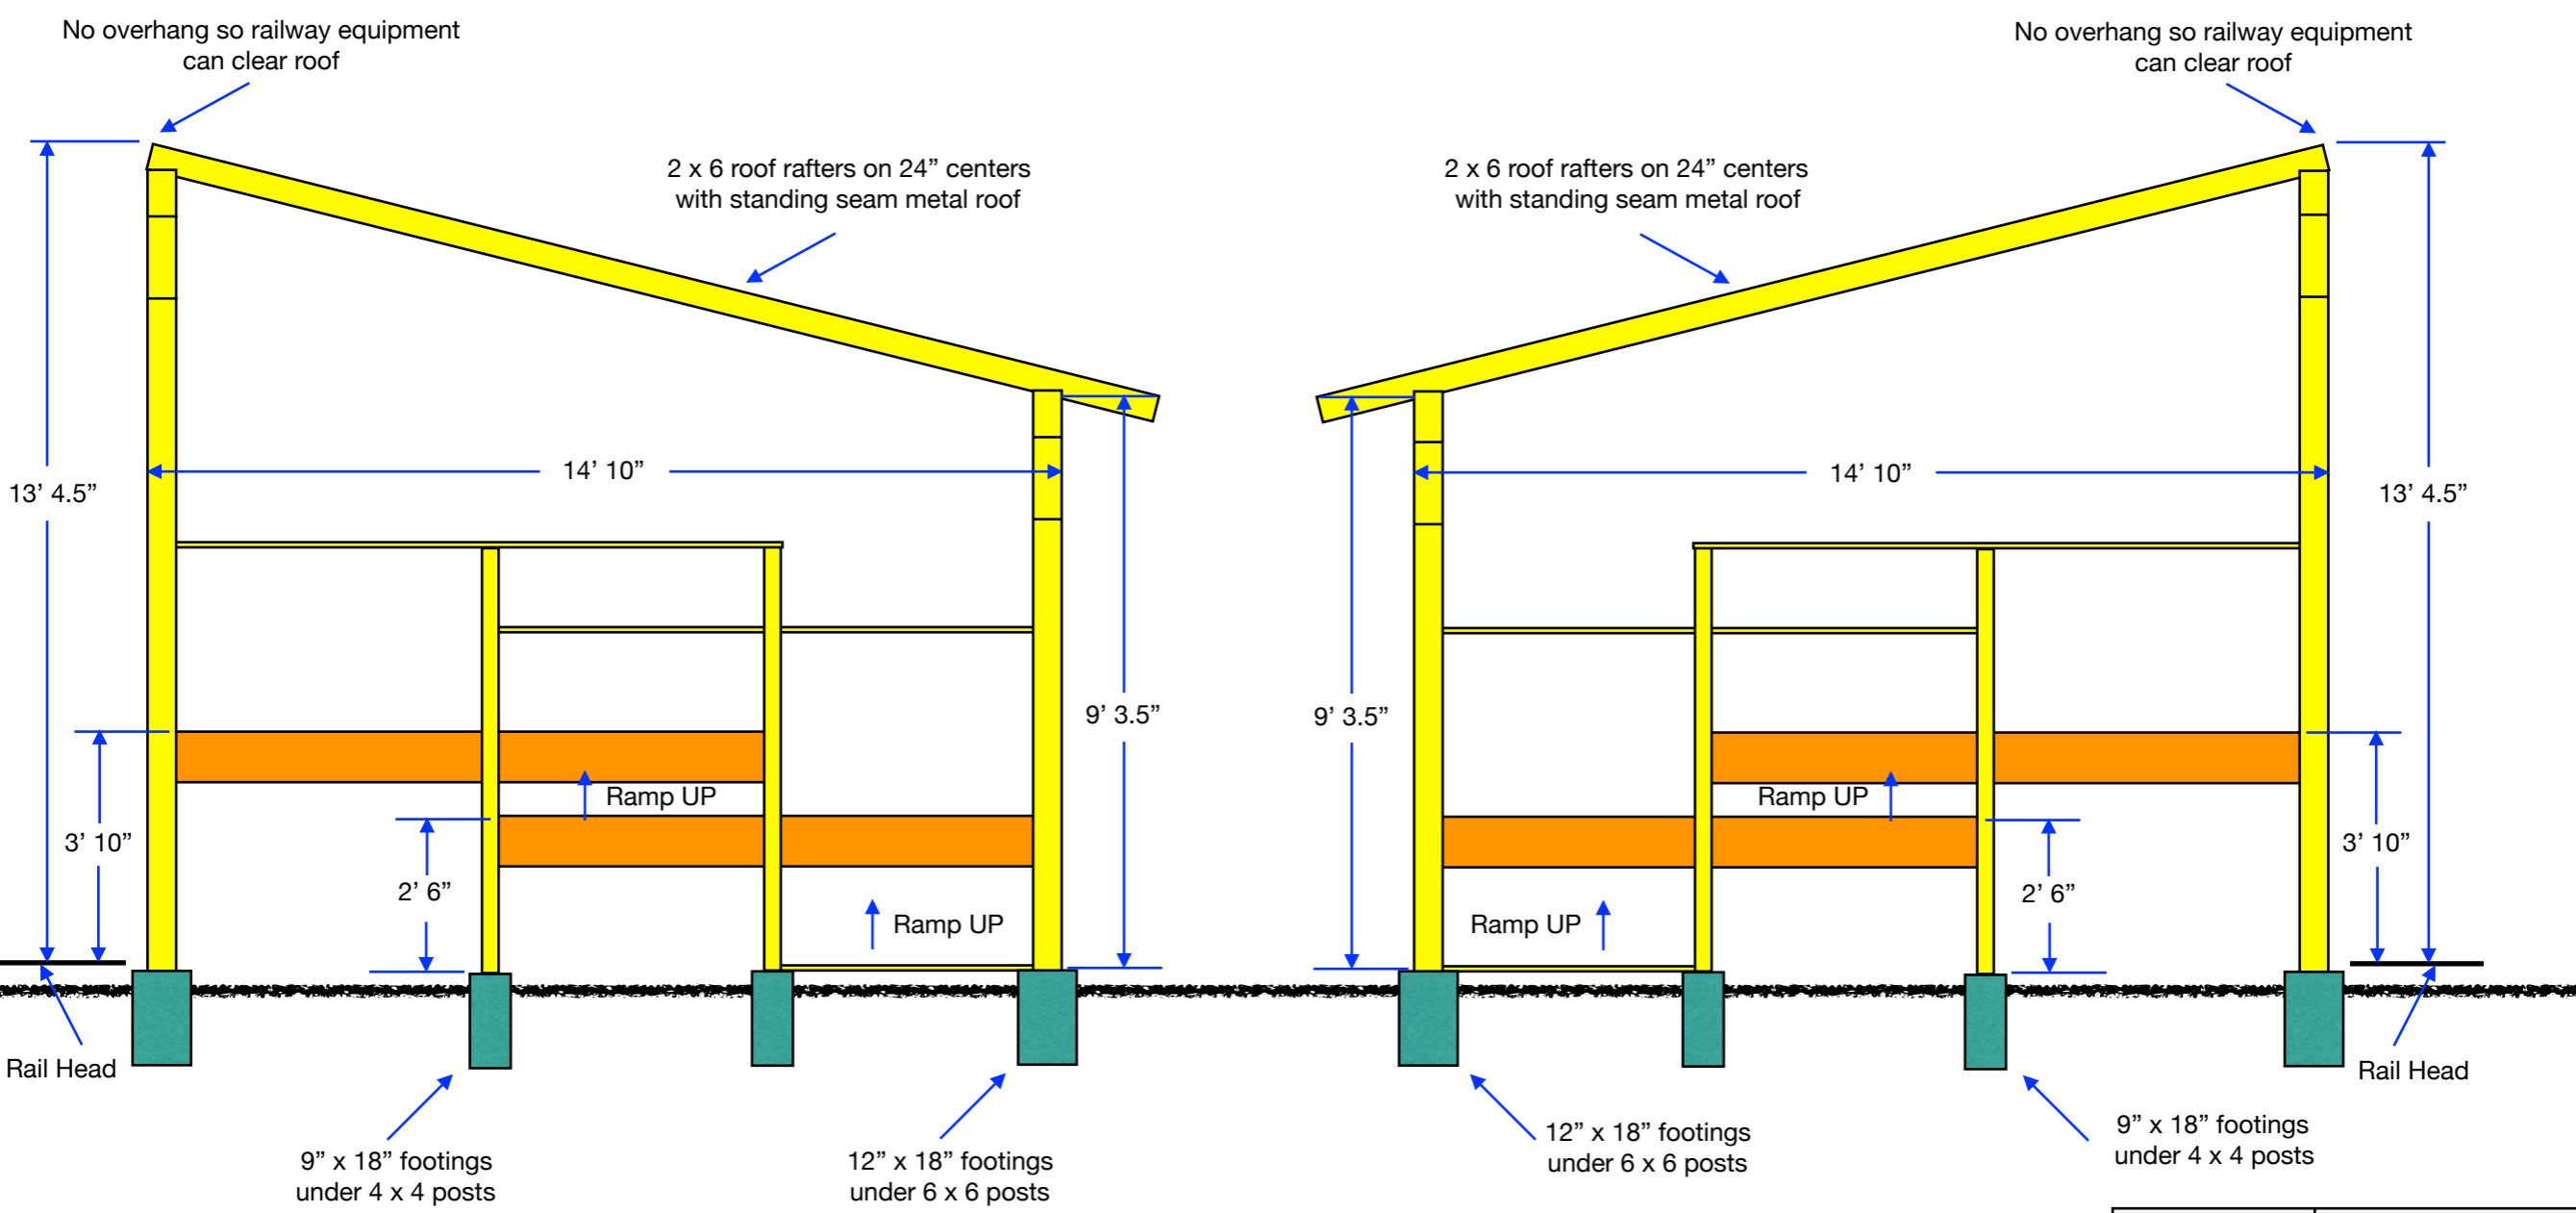 No overhang so railway equipment
can clear roof
No overhang so railway equipment
can clear roof
2 x 6 roof rafters on 24” centers
with standing seam metal roof
2 x 6 roof rafters on 24” centers
with standing seam metal roof
13’ 4.5”
14’ 10”
14’ 10”
13’ 4.5”
9’ 3.5”
9’ 3.5”
Ramp UP
Ramp UP
3’ 10”
3’ 10”
2’ 6”
2’ 6”
Ramp UP
Ramp UP
Rail Head
Rail Head
9” x 18” footings
under 4 x 4 posts
12” x 18” footings
under 6 x 6 posts
12” x 18” footings
under 6 x 6 posts
9” x 18” footings
under 4 x 4 posts